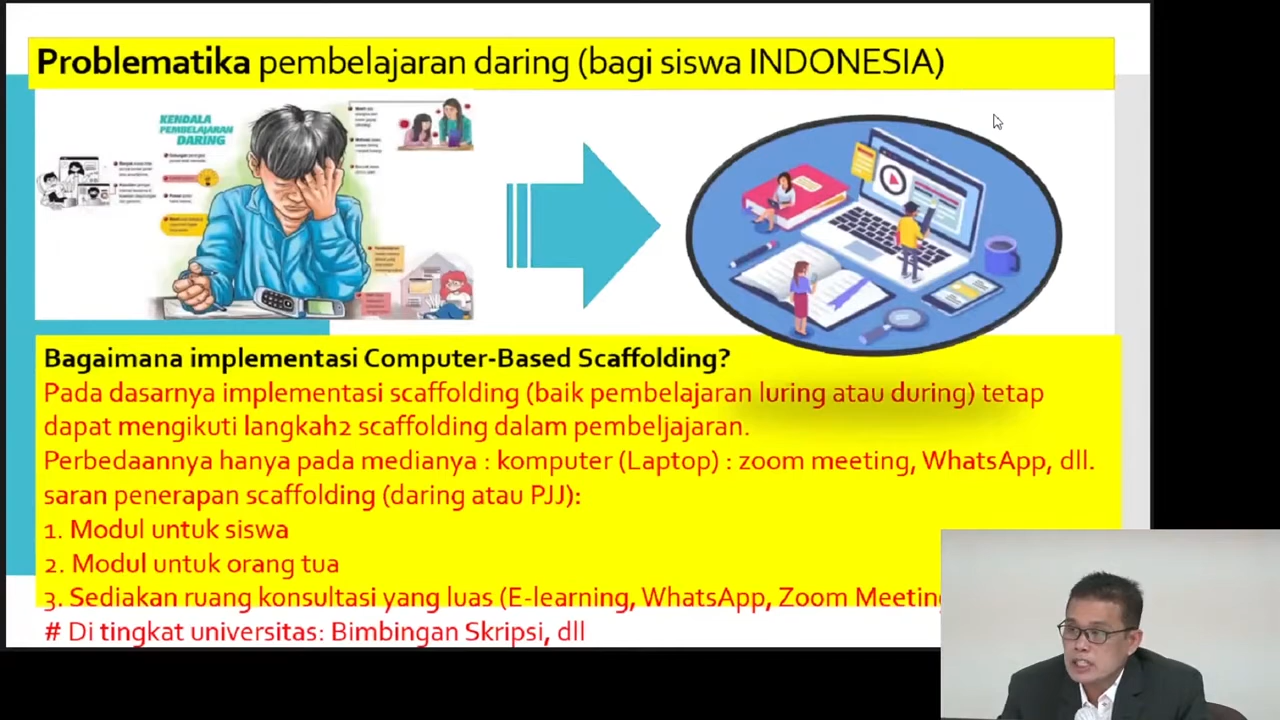 Problematika pembelajaran daring (bagi siswa INDONESIA)
KENDALA
PEMBELAJARAN
DARING
Bagaimana implementasi Computer-Based Scaffolding?
Pada dasarnya implementasi scaffolding (baik pembelajaran luring atau during) tetap
dapat mengikuti langkah2 scaffolding dalam pembeljajaran.
Perbedaannya hanya pada medianya : komputer (Laptop) : zoom meeting, WhatsApp, dll.
saran penerapan scaffolding (daring atau PJJ):
1. Modul untuk siswa
2. Modul untuk orang tua
3. Sediakan ruang konsultasi yang luas (E-learning, WhatsApp, Zoom Meeting
# Di tingkat universitas: Bimbingan Skripsi, dll